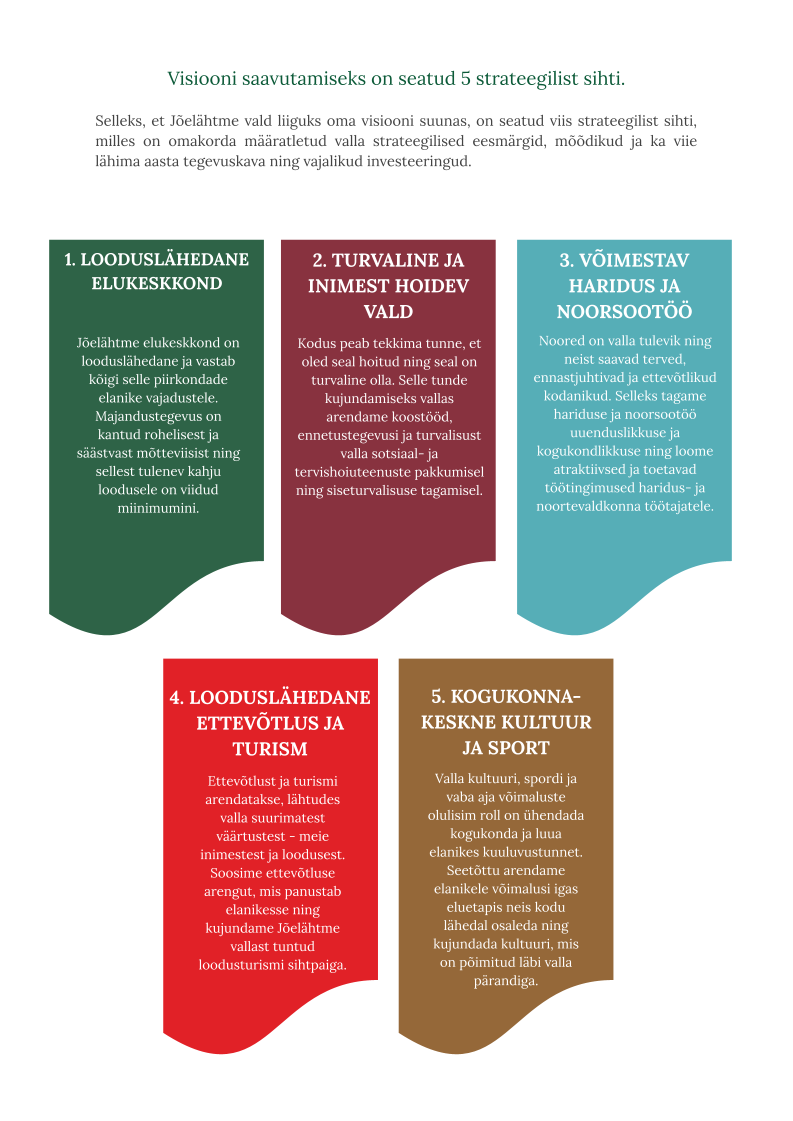 Visiooni saavutamiseks on seatud 5 strateegilist sihti.
Selleks, et Jõelähtme vald liiguks oma visiooni suunas, on seatud viis strateegilist sihti,
milles on omakorda määratletud valla strateegilised eesmärgid, mõõdikud ja ka viie
lähima aasta tegevuskava ning vajalikud investeeringud.
1. LOODUSLÄHEDANE
ELUKESKKOND
Jõelähtme elukeskkond on
looduslähedane ja vastab
kõigi selle piirkondade
elanike vajadustele.
Majandustegevus on
kantud rohelisest ja
säästvast mõtteviisist ning
sellest tulenev kahju
loodusele on viidud
miinimumini.
2. TURVALINE JA
INIMEST HOIDEV
VALD
Kodus peab tekkima tunne, et
oled seal hoitud ning seal on
turvaline olla. Selle tunde
kujundamiseks vallas
arendame koostööd,
ennetustegevusi ja turvalisust
valla sotsiaal- ja
tervishoiuteenuste pakkumisel
ning siseturvalisuse tagamisel.
3. VÕIMESTAV
HARIDUS JA
NOORSOOTÖÖ
Noored on valla tulevik ning
neist saavad terved,
ennastjuhtivad ja ettevõtlikud
kodanikud. Selleks tagame
hariduse ja noorsootöö
uuenduslikkuse ja
kogukondlikkuse ning loome
atraktiivsed ja toetavad
töötingimused haridus- ja
noortevaldkonna töötajatele.
4. LOODUSLÄHEDANE
ETTEVÕTLUS JA
TURISM
Ettevõtlust ja turismi
arendatakse, lähtudes
valla suurimatest
väärtustest - meie
inimestest ja loodusest.
Soosime ettevõtluse
arengut, mis panustab
elanikesse ning
kujundame Jõelähtme
vallast tuntud
loodusturismi sihtpaiga.
5. KOGUKONNA-
KESKNE KULTUUR
JA SPORT
Valla kultuuri, spordi ja
vaba aja võimaluste
olulisim roll on ühendada
kogukonda ja luua
elanikes kuuluvustunnet.
Seetõttu arendame
elanikele võimalusi igas
eluetapis neis kodu
lähedal osaleda ning
kujundada kultuuri, mis
on põimitud läbi valla
pärandiga.